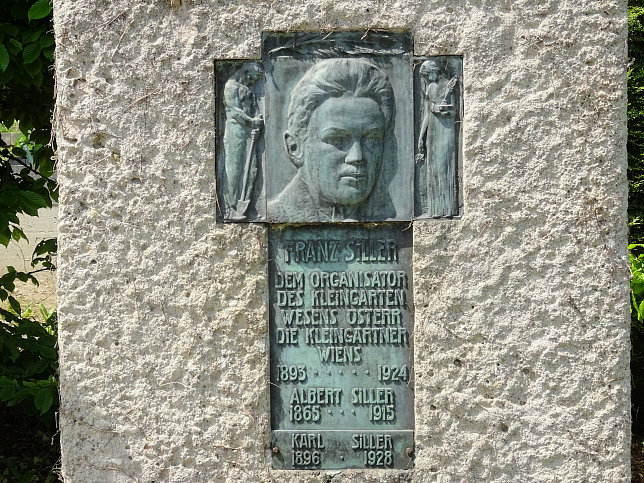 FRANZ SILLER
DEM ORGANISATOR
DES KLEINGARTEN
WESENS ÖSTERR
DIE KLEINGÄRTNER
WIENS
1893 · · · · · 1924
ALBERT SILLER
1865 · · · 1915
KARL SILLER
1896 · 1928